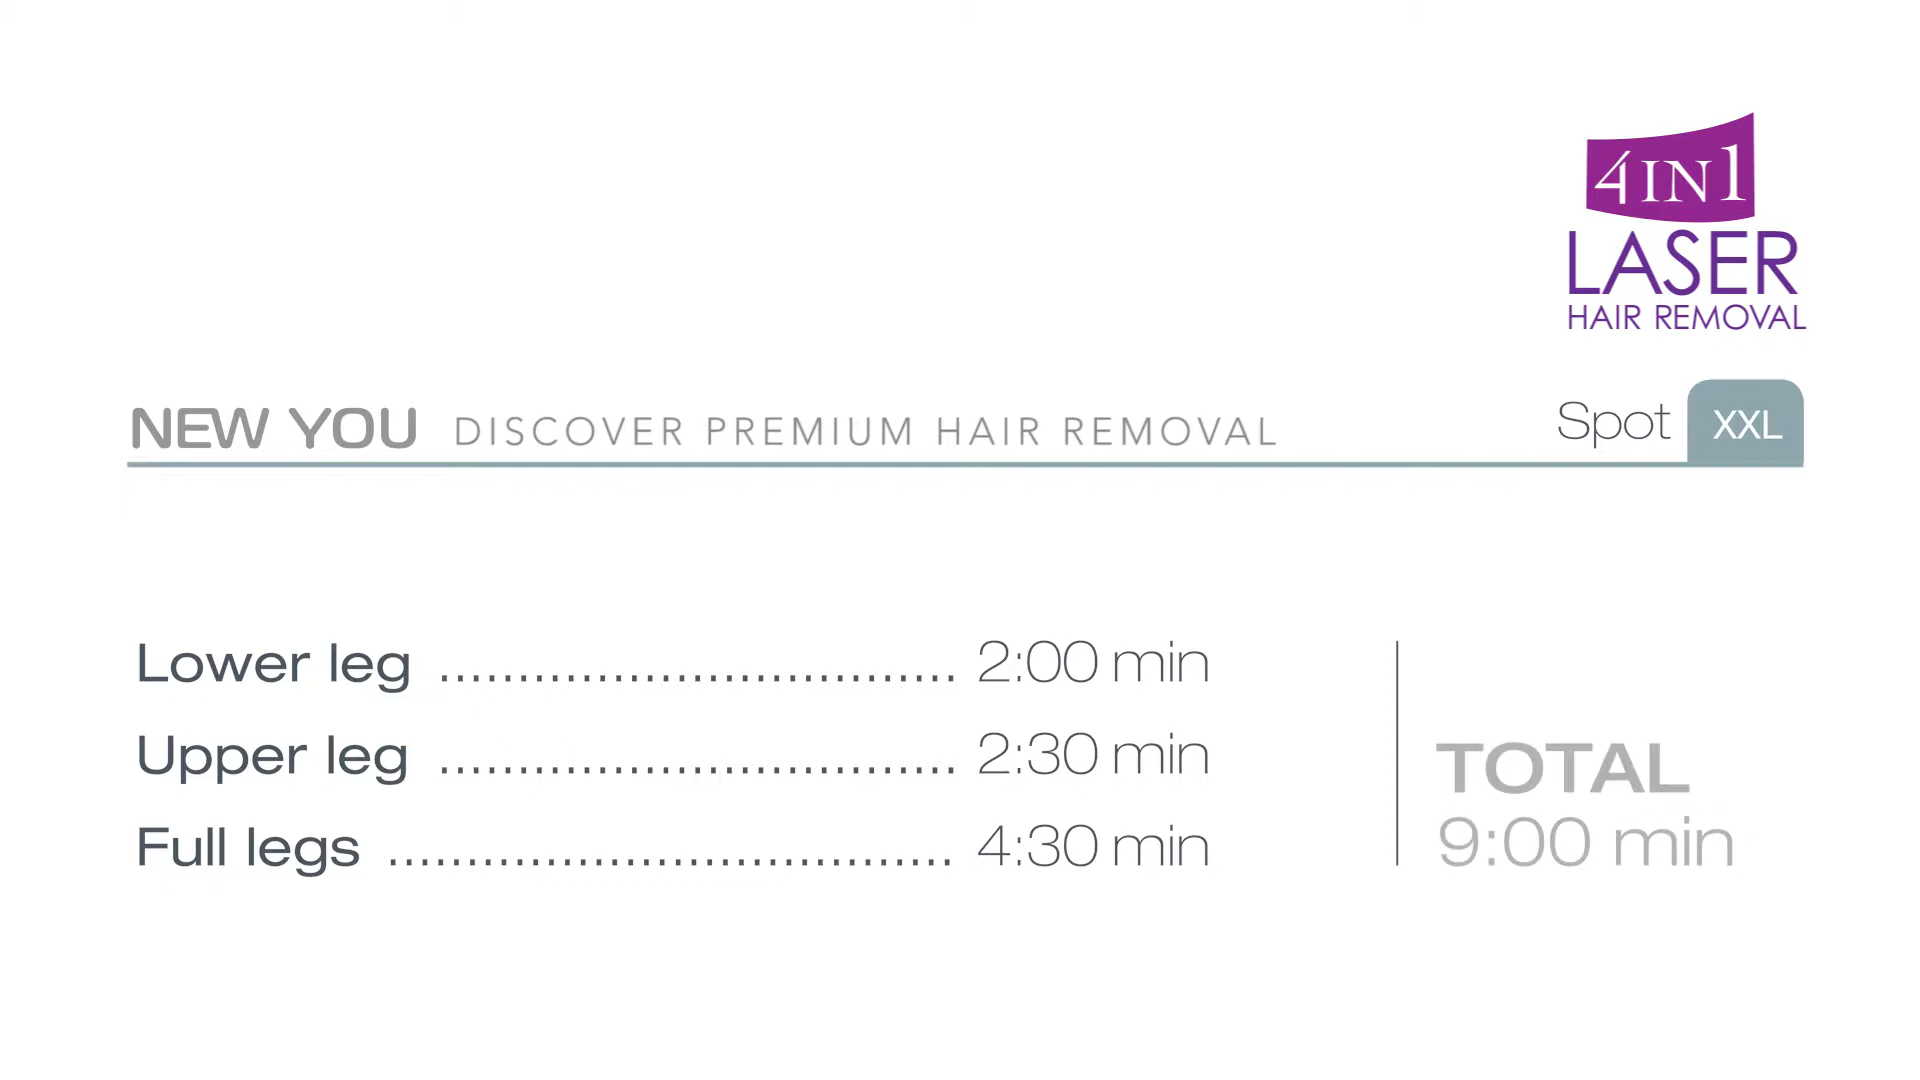 4IN1
LASER
HAIR REMOVAL
NEW YOU DISCOVER PREMIUM HAIR REMOVAL Spot XXL
Lower leg ................................. 2:00 min
Upper leg ................................. 2:30 min
Full legs .................................... 4:30 min
TOTAL
9:00 min